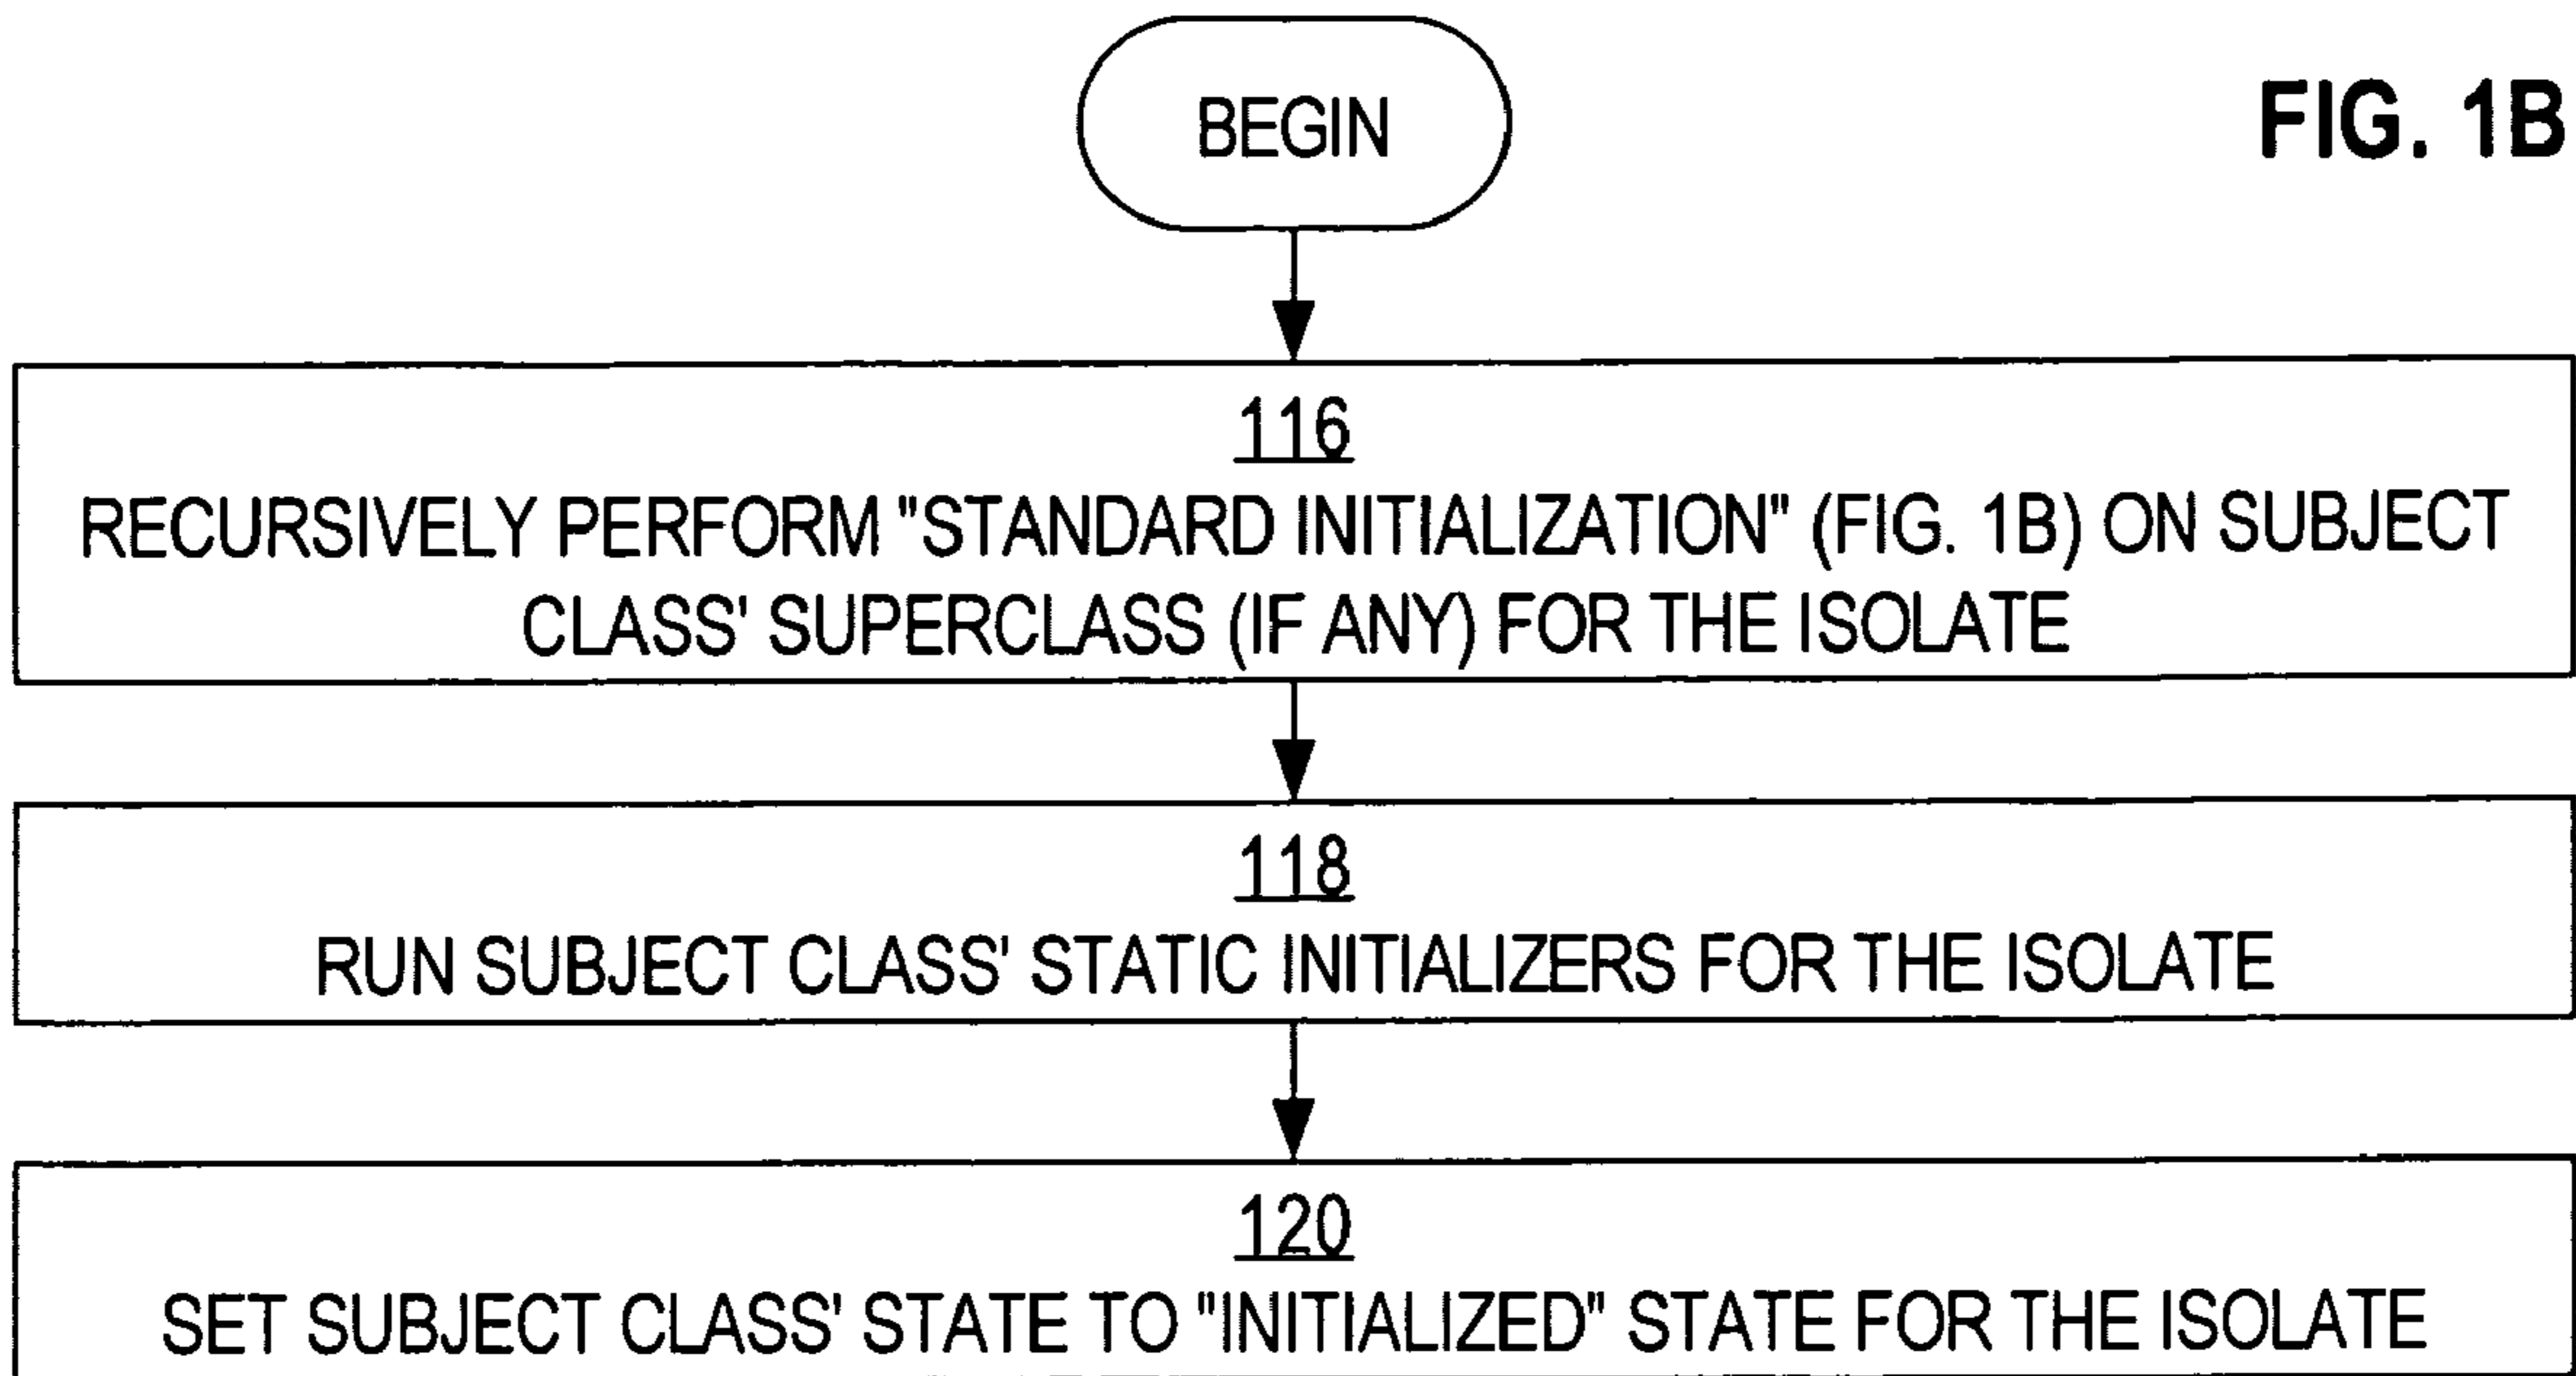 BEGIN
FIG. 1B
116
RECURSIVELY PERFORM "STANDARD INITIALIZATION" (FIG. 1B) ON SUBJECT
CLASS' SUPERCLASS (IF ANY) FOR THE ISOLATE
118
RUN SUBJECT CLASS' STATIC INITIALIZERS FOR THE ISOLATE
120
SET SUBJECT CLASS' STATE TO "INITIALIZED" STATE FOR THE ISOLATE